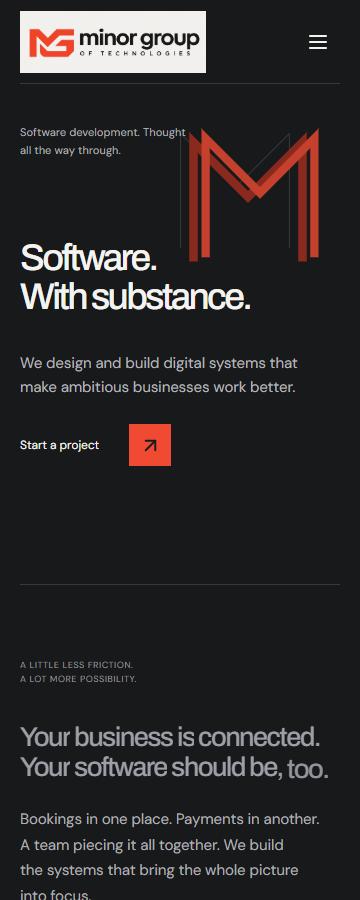 minor group
OF TECHNOLOGIES
Software development. Thought
all the way through.
Software.
With substance.
We design and build digital systems that
make ambitious businesses work better.
Start a project
A LITTLE LESS FRICTION.
A LOT MORE POSSIBILITY.
Your business is connected.
Your software should be, too.
Bookings in one place. Payments in another.
A team piecing it all together. We build
the systems that bring the whole picture
into focus.